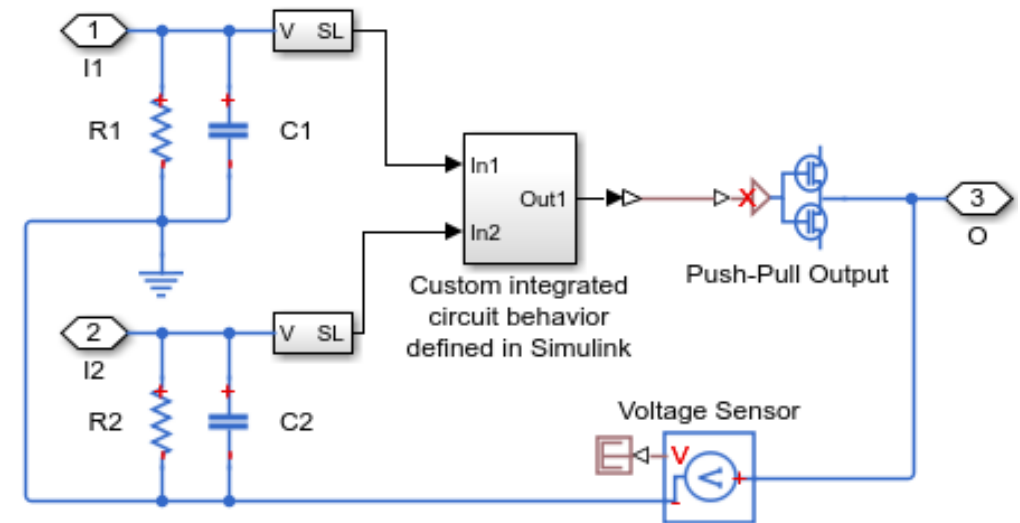 1
I1
V SL
R1
C1
In1
Out1
In2
X
3
O
Push-Pull Output
Custom integrated
circuit behavior
defined in Simulink
2
I2
V SL
R2
C2
Voltage Sensor
V
V